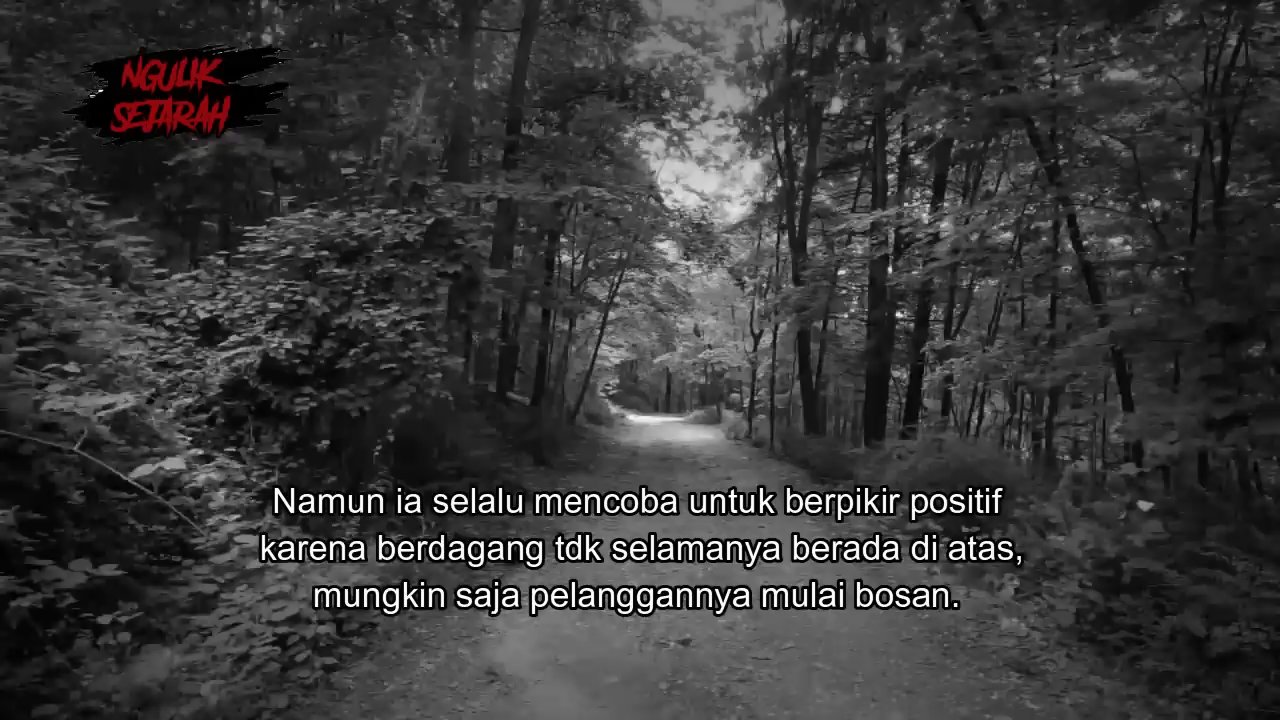 NGULIK
SEJARAH
Namun ia selalu mencoba untuk berpikir positif
karena berdagang tdk selamanya berada di atas,
mungkin saja pelanggannya mulai bosan.